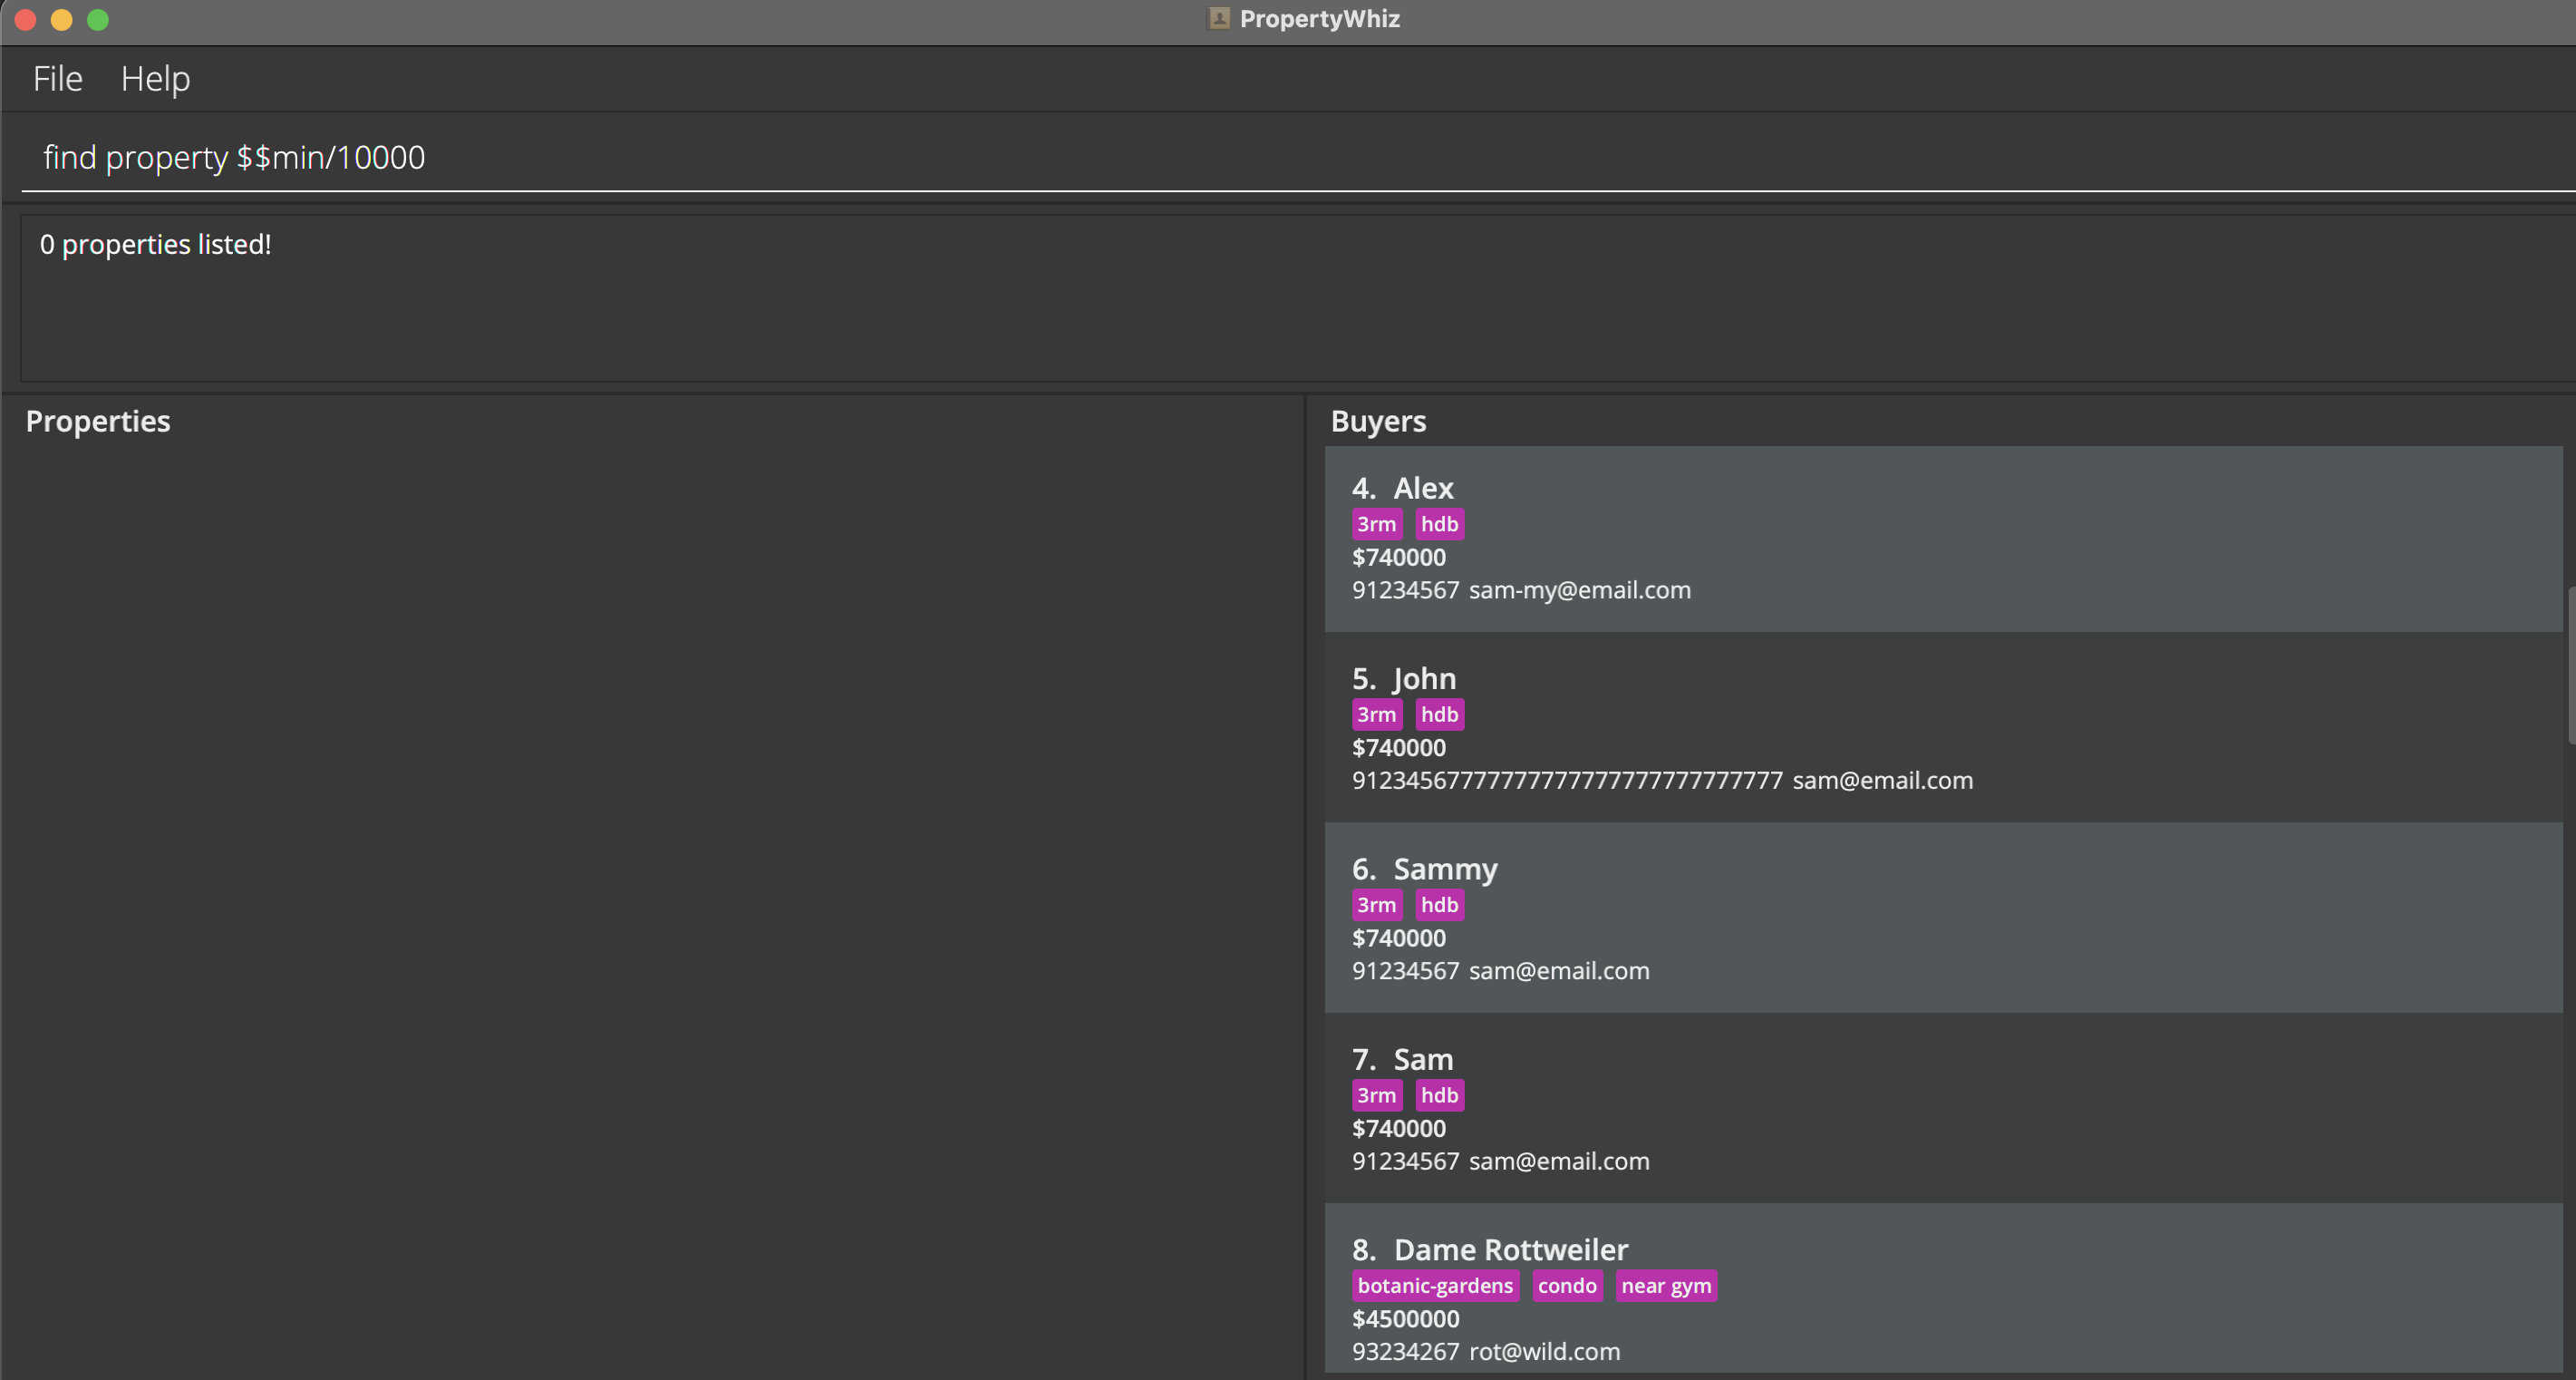 PropertyWhiz
File Help
find property $$min/10000
0 properties listed!
Properties
Buyers
4. Alex
3rm hdb
$740000
91234567 sam-my@email.com
5. John
3rm hdb
$740000
91234567777777777777777777777777 sam@email.com
6. Sammy
3rm hdb
$740000
91234567 sam@email.com
7. Sam
3rm hdb
$740000
91234567 sam@email.com
8. Dame Rottweiler
botanic-gardens condo near gym
$4500000
93234267 rot@wild.com